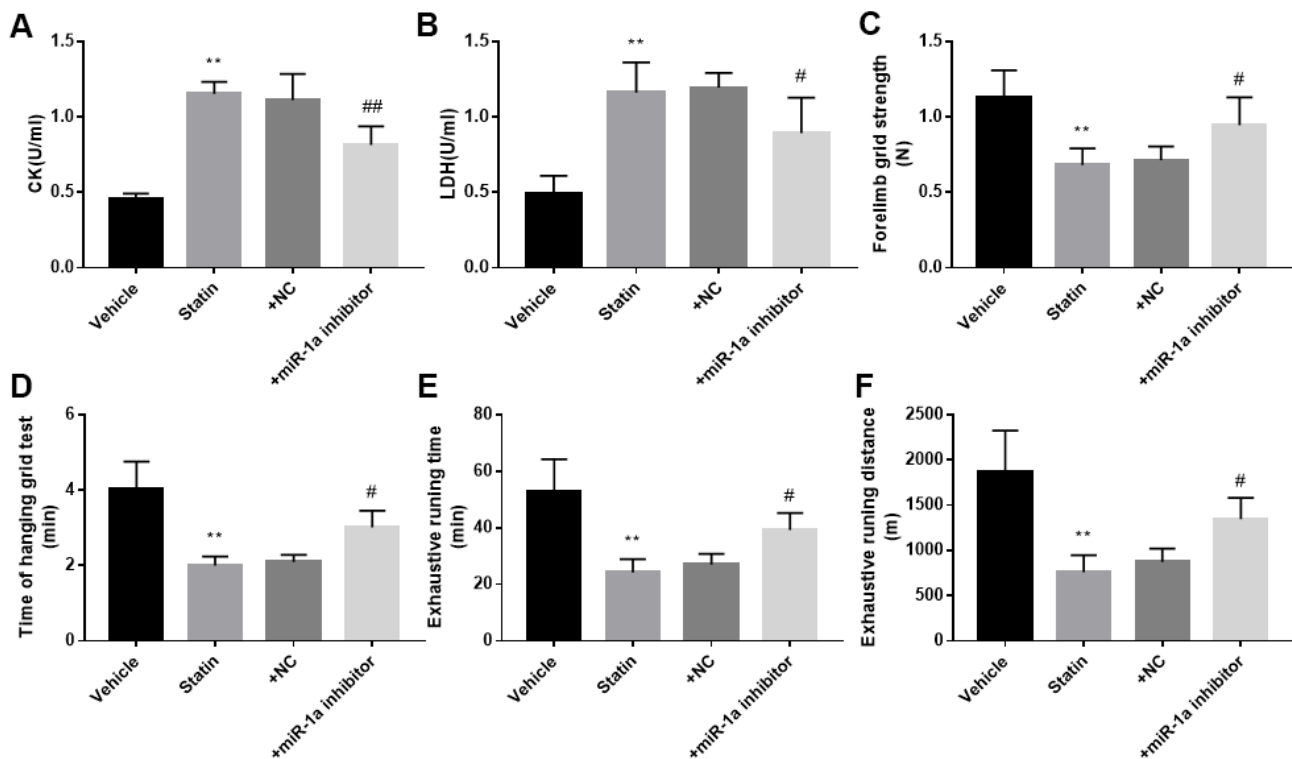 A
CK(U/ml)
1.5
1.0
0.5
0.0
**
##
Vehicle
Statin
+NC
+miR-1a inhibitor
B
LDH(U/ml)
1.5
1.0
0.5
0.0
**
#
Vehicle
Statin
+NC
+miR-1a inhibitor
C
Forelimb grid strength
(N)
1.5
1.0
0.5
0.0
**
#
Vehicle
Statin
+NC
+miR-1a inhibitor
D
Time of hanging grid test
(min)
6
4
2
0
**
#
Vehicle
Statin
+NC
+miR-1a inhibitor
E
Exhaustive runing time
(min)
80
60
40
20
0
**
#
Vehicle
Statin
+NC
+miR-1a inhibitor
F
Exhaustive runing distance
(m)
2500
2000
1500
1000
500
0
**
#
Vehicle
Statin
+NC
+miR-1a inhibitor